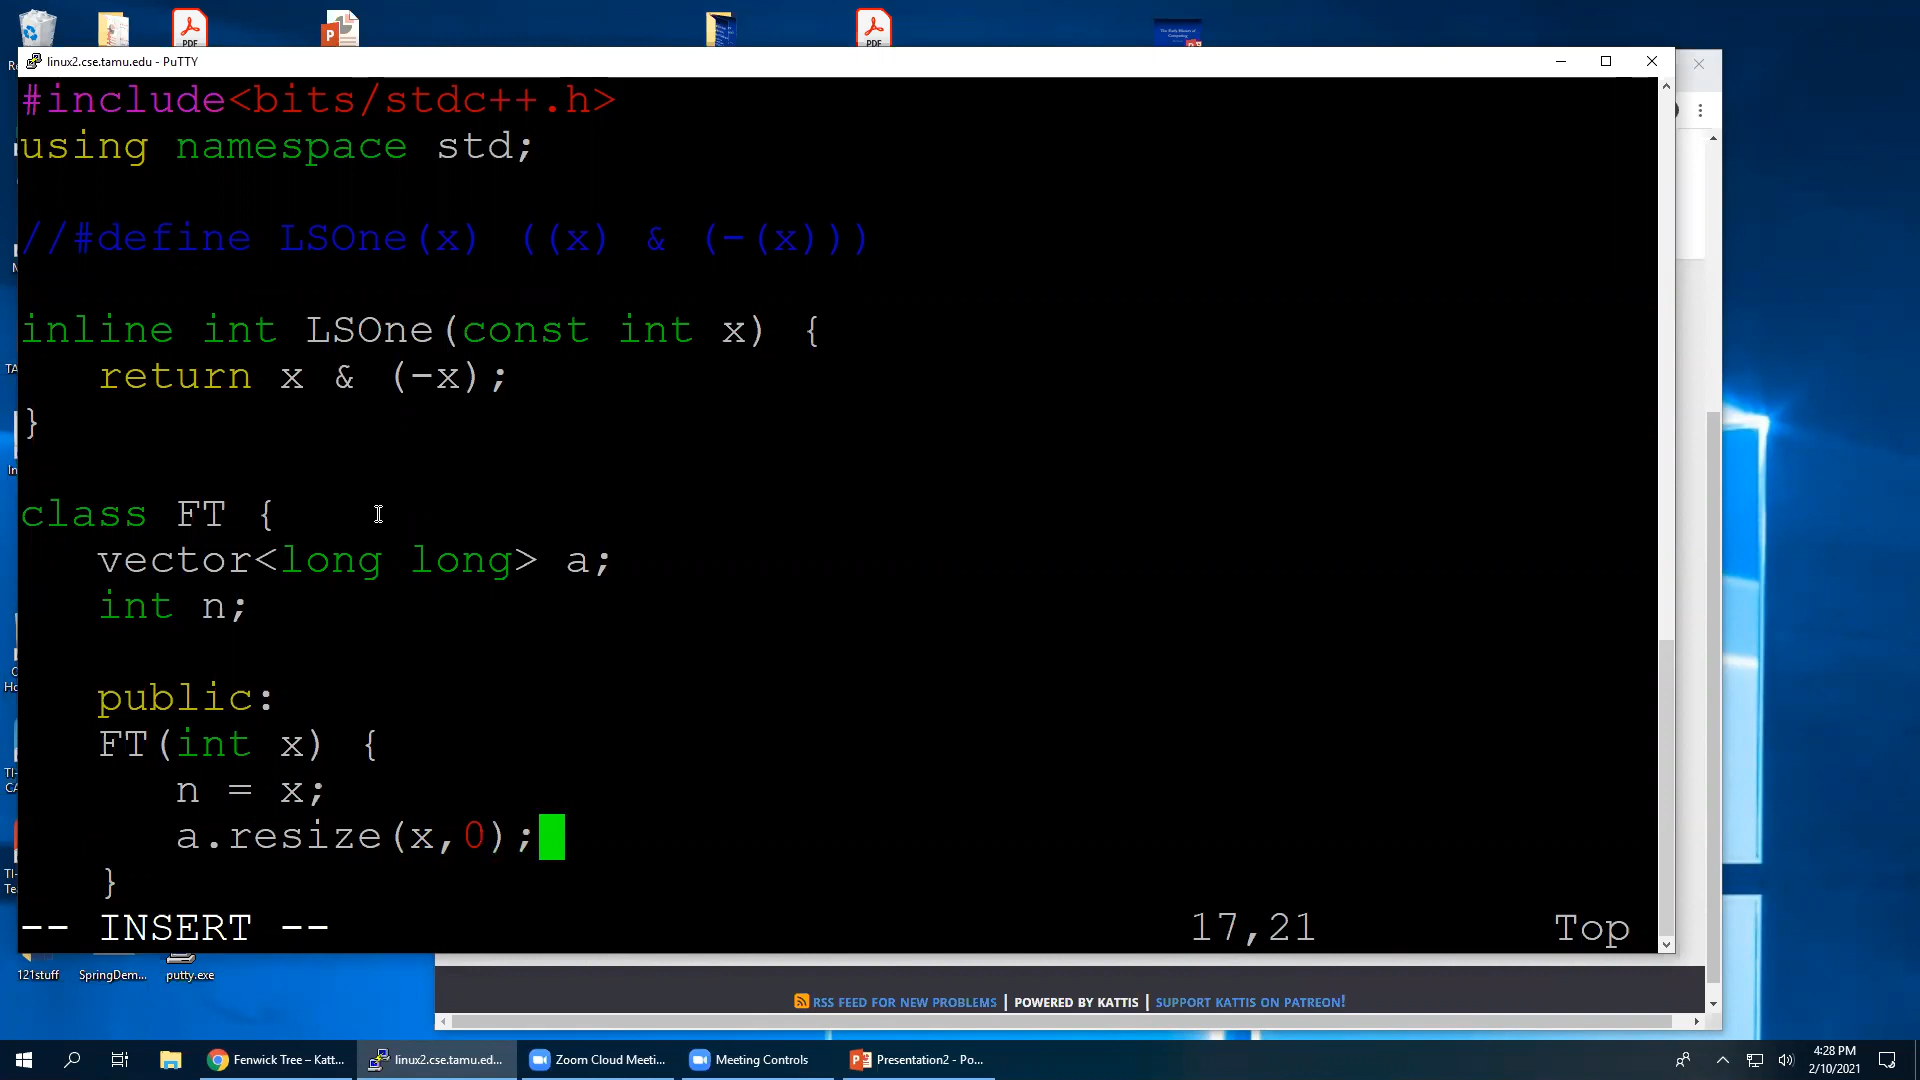 PDF
PDF
linux2.cse.tamu.edu - PuTTY
#include<bits/stdc++.h>
using namespace std;
//#define LSOne(x) ((x) & (-(x)))
inline int LSOne(const int x) {
return x & (-x);
}
class FT {
vector<long long> a;
int n;
public:
FT(int x) {
n = x;
a.resize(x,0);
}
-- INSERT --
17,21
Top
121stuff
SpringDem...
putty.exe
RSS FEED FOR NEW PROBLEMS | POWERED BY KATTIS | SUPPORT KATTIS ON PATREON!
Fenwick Tree – Katt...
linux2.cse.tamu.ed...
Zoom Cloud Meeti...
Meeting Controls
Presentation2 - Po...
4:28 PM
2/10/2021